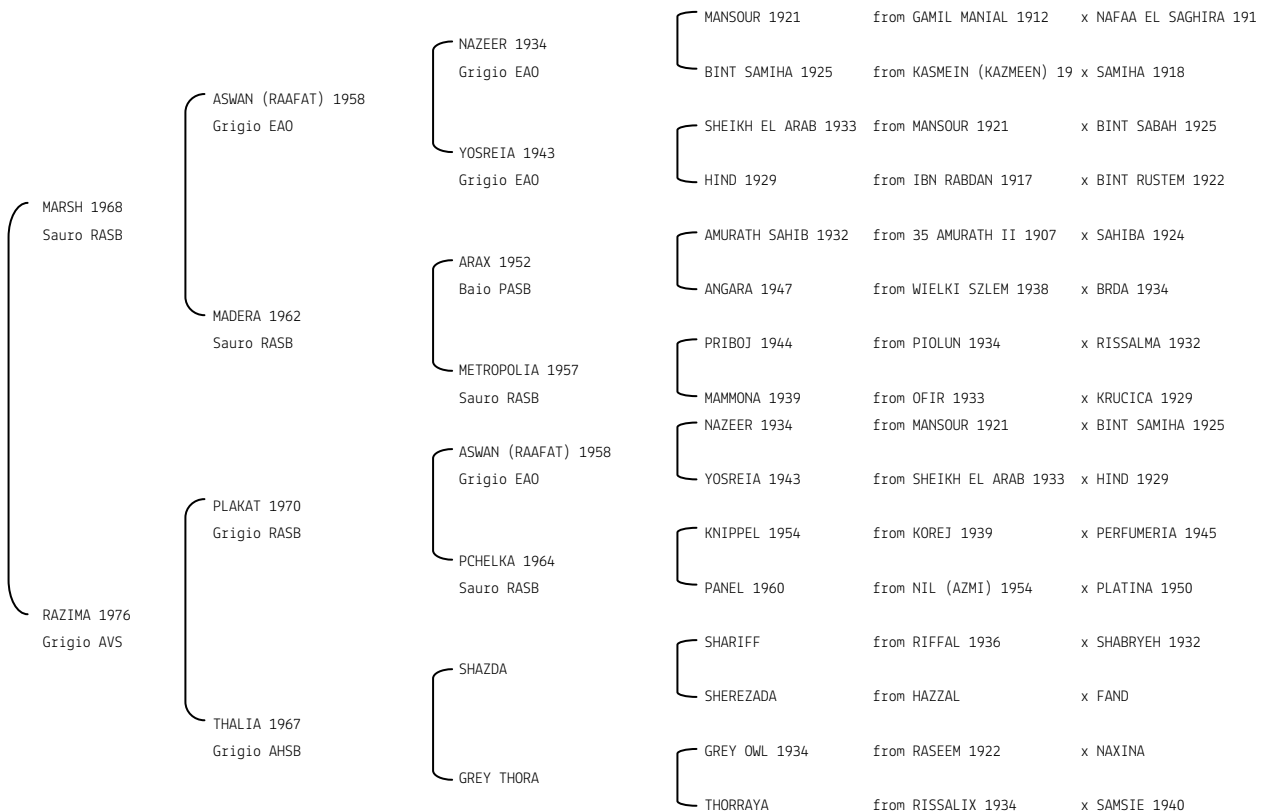 MANSOUR 1921 from GAMIL MANIAL 1912 x NAFAA EL SAGHIRA 191
NAZEER 1934
Grigio EAO
BINT SAMIHA 1925 from KASMEIN (KAZMEEN) 19 x SAMIHA 1918
ASWAN (RAAFAT) 1958
Grigio EAO
SHEIKH EL ARAB 1933 from MANSOUR 1921 x BINT SABAH 1925
YOSREIA 1943
Grigio EAO
HIND 1929 from IBN RABDAN 1917 x BINT RUSTEM 1922
MARSH 1968
Sauro RASB
AMURATH SAHIB 1932 from 35 AMURATH II 1907 x SAHIBA 1924
ARAX 1952
Baio PASB
ANGARA 1947 from WIELKI SZLEM 1938 x BRDA 1934
MADERA 1962
Sauro RASB
PRIBOJ 1944 from PIOLUN 1934 x RISSALMA 1932
METROPOLIA 1957
Sauro RASB
MAMMONA 1939 from OFIR 1933 x KRUCICA 1929
NAZEER 1934 from MANSOUR 1921 x BINT SAMIHA 1925
ASWAN (RAAFAT) 1958
Grigio EAO
YOSREIA 1943 from SHEIKH EL ARAB 1933 x HIND 1929
PLAKAT 1970
Grigio RASB
KNIPPEL 1954 from KOREJ 1939 x PERFUMERIA 1945
PCHELKA 1964
Sauro RASB
PANEL 1960 from NIL (AZMI) 1954 x PLATINA 1950
RAZIMA 1976
Grigio AVS
SHARIFF from RIFFAL 1936 x SHABRYEH 1932
SHAZDA
SHEREZADA from HAZZAL x FAND
THALIA 1967
Grigio AHSB
GREY OWL 1934 from RASEEM 1922 x NAXINA
GREY THORA
THORRAYA from RISSALIX 1934 x SAMSIE 1940